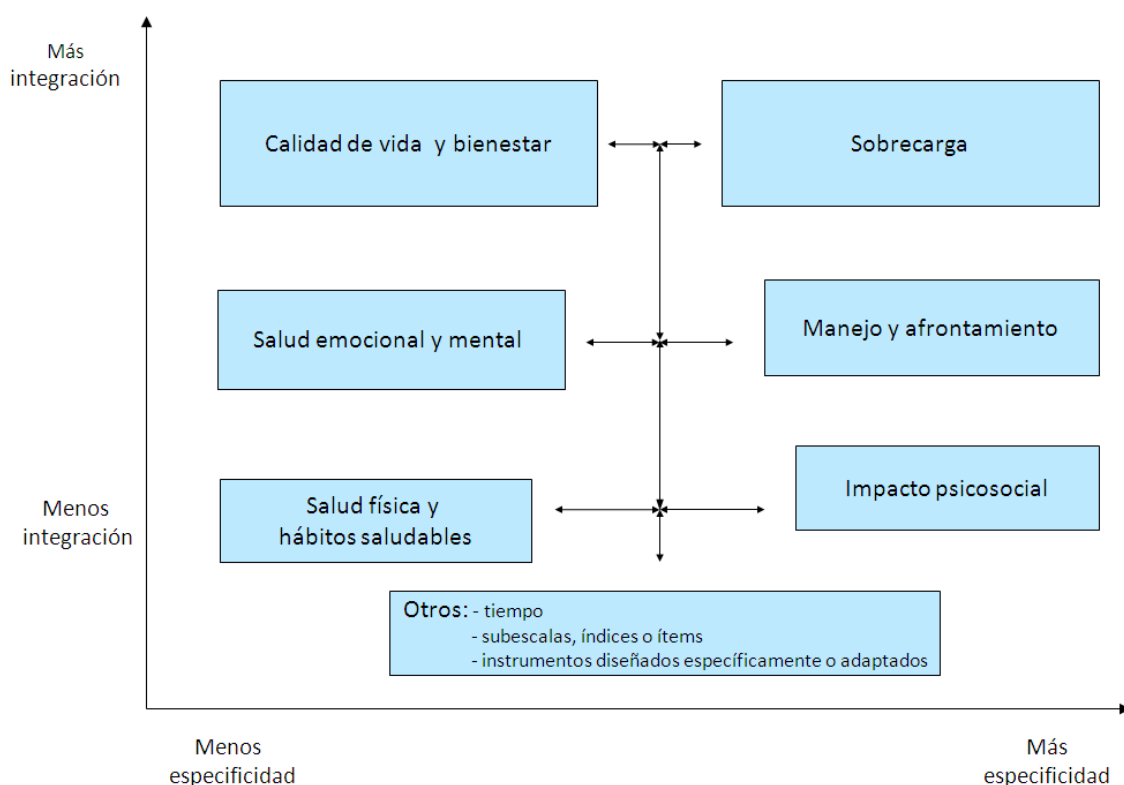 Más
integración
Calidad de vida y bienestar
Sobrecarga
Salud emocional y mental
Manejo y afrontamiento
Menos
integración
Salud física y
hábitos saludables
Impacto psicosocial
Otros: - tiempo
- subescalas, índices o ítems
- instrumentos diseñados específicamente o adaptados
Menos
especificidad
Más
especificidad